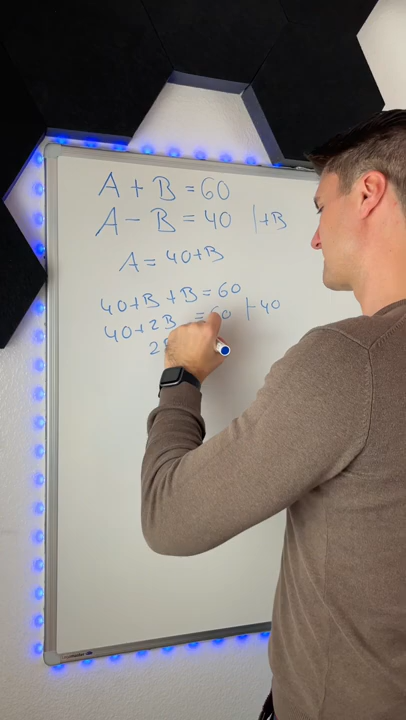 A + B = 60
A - B = 40 |+B
A = 40+B
40+B+B=60
40+2B =60 |-40
2B